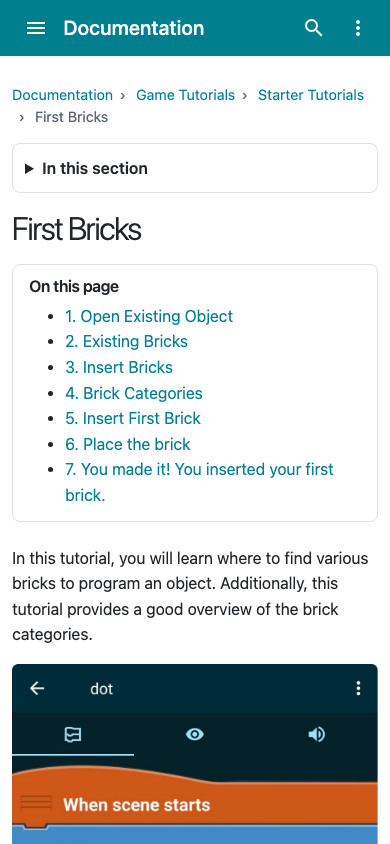 Documentation
Documentation › Game Tutorials › Starter Tutorials
› First Bricks
In this section
First Bricks
On this page
1. Open Existing Object
2. Existing Bricks
3. Insert Bricks
4. Brick Categories
5. Insert First Brick
6. Place the brick
7. You made it! You inserted your first
brick.
In this tutorial, you will learn where to find various
bricks to program an object. Additionally, this
tutorial provides a good overview of the brick
categories.
dot
When scene starts